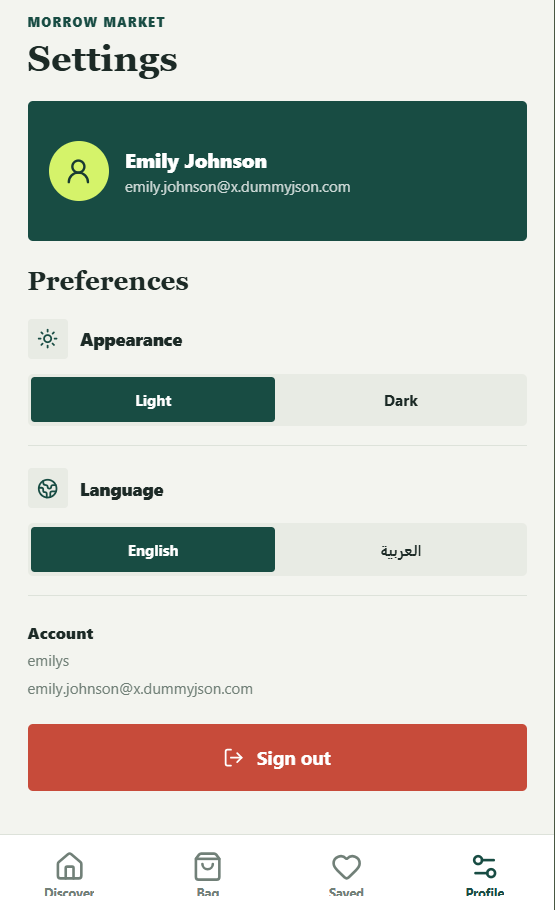 MORROW MARKET
Settings
Emily Johnson
emily.johnson@x.dummyjson.com
Preferences
Appearance
Light Dark
Language
English العربية
Account
emilys
emily.johnson@x.dummyjson.com
Sign out
Discover Bag Saved Profile